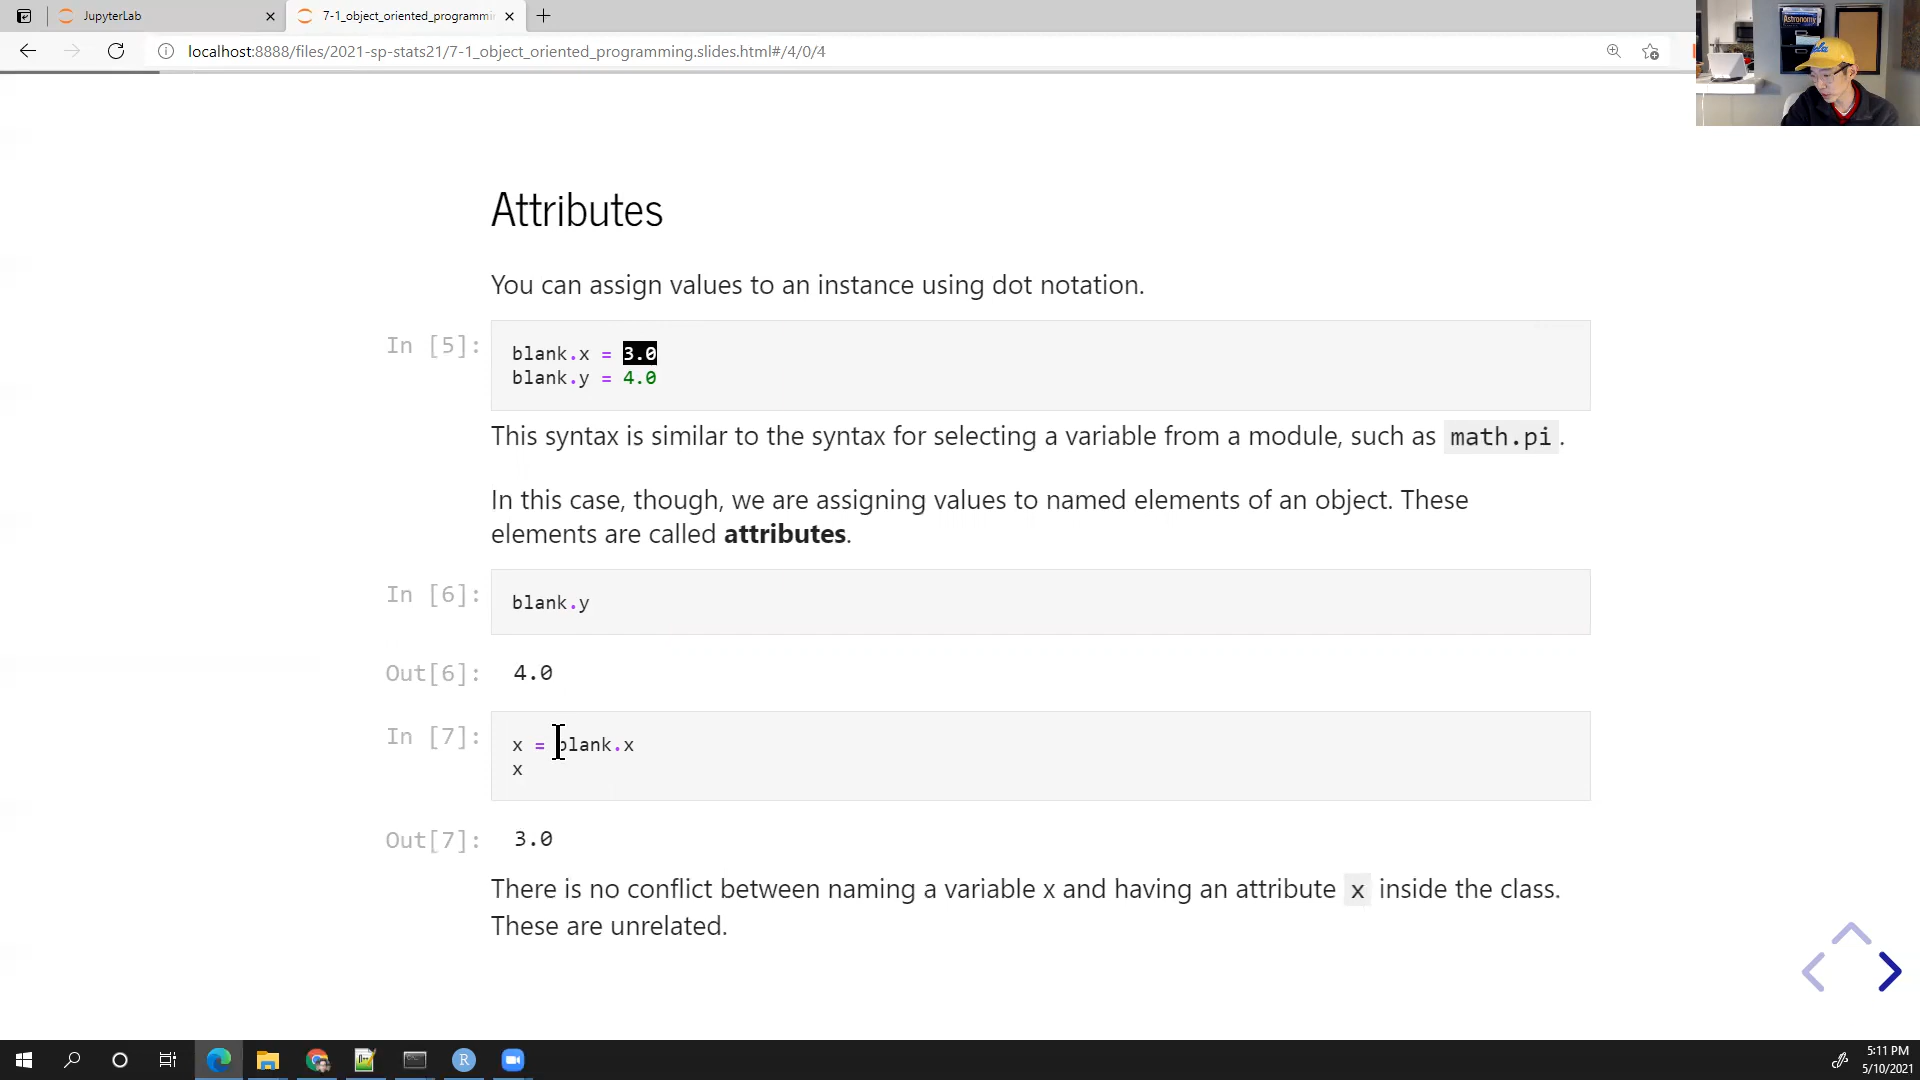 JupyterLab
7-1_object_oriented_programmin
localhost:8888/files/2021-sp-stats21/7-1_object_oriented_programming.slides.html#/4/0/4
Astronomy
Attributes
You can assign values to an instance using dot notation.
In [5]:
blank.x = 3.0
blank.y = 4.0
This syntax is similar to the syntax for selecting a variable from a module, such as math.pi.
In this case, though, we are assigning values to named elements of an object. These
elements are called attributes.
In [6]:
blank.y
Out[6]:
4.0
In [7]:
x = blank.x
x
Out[7]:
3.0
There is no conflict between naming a variable x and having an attribute x inside the class.
These are unrelated.
R
5:11 PM
5/10/2021